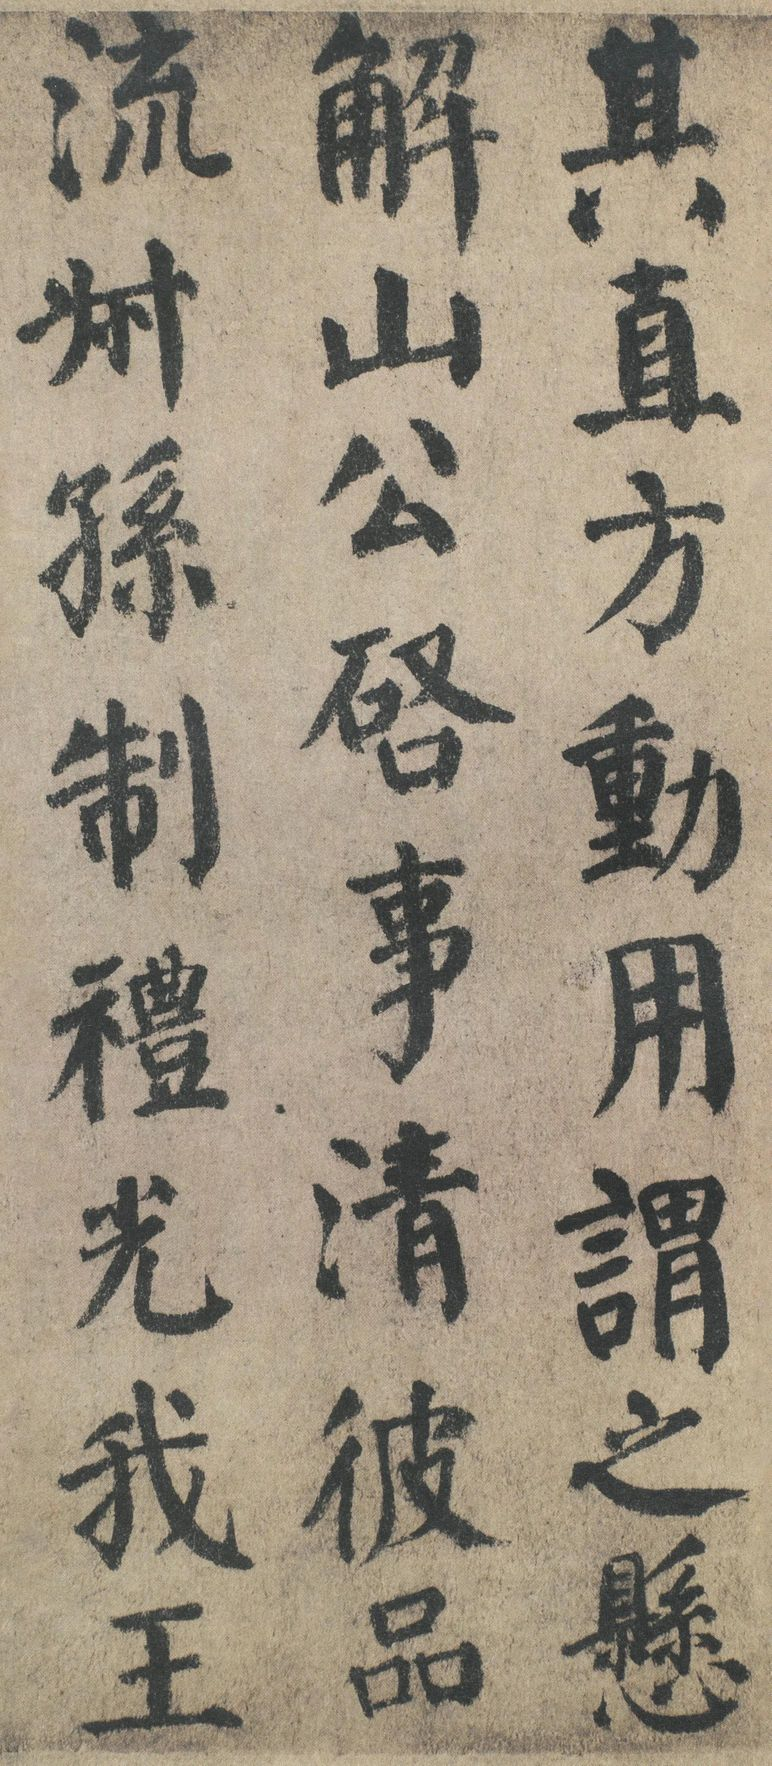 其直方動用謂之懸
解山公啓事清彼品
流叔孫制禮光我王